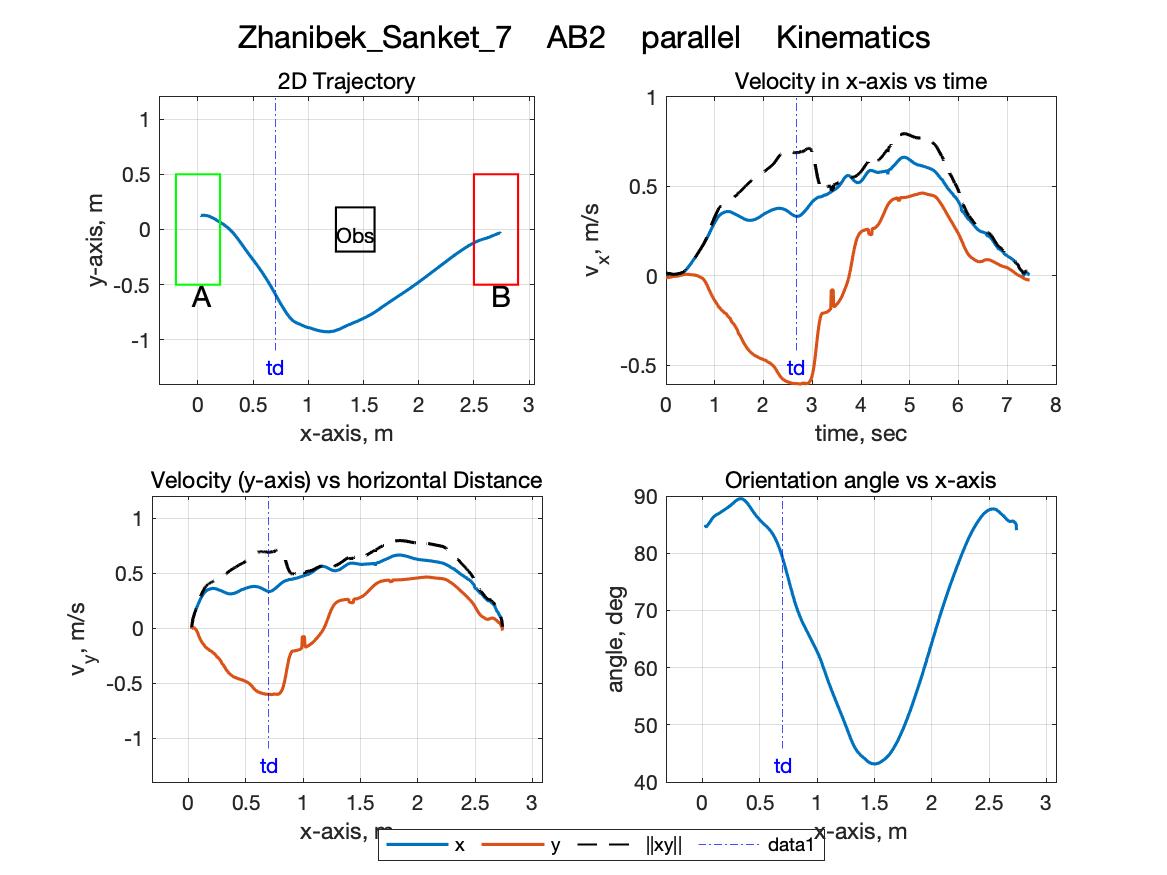 Zhanibek_Sanket_7 AB2 parallel Kinematics
2D Trajectory
1
0.5
0
-0.5
-1
y-axis, m
A
Obs
B
td
0 0.5 1 1.5 2 2.5 3
x-axis, m
Velocity in x-axis vs time
1
0.5
0
-0.5
v_x, m/s
td
0 1 2 3 4 5 6 7 8
time, sec
Velocity (y-axis) vs horizontal Distance
1
0.5
0
-0.5
-1
v_y, m/s
td
0 0.5 1 1.5 2 2.5 3
x-axis, m
Orientation angle vs x-axis
90
80
70
60
50
40
angle, deg
td
0 0.5 1 1.5 2 2.5 3
x-axis, m
x y ||xy|| data1